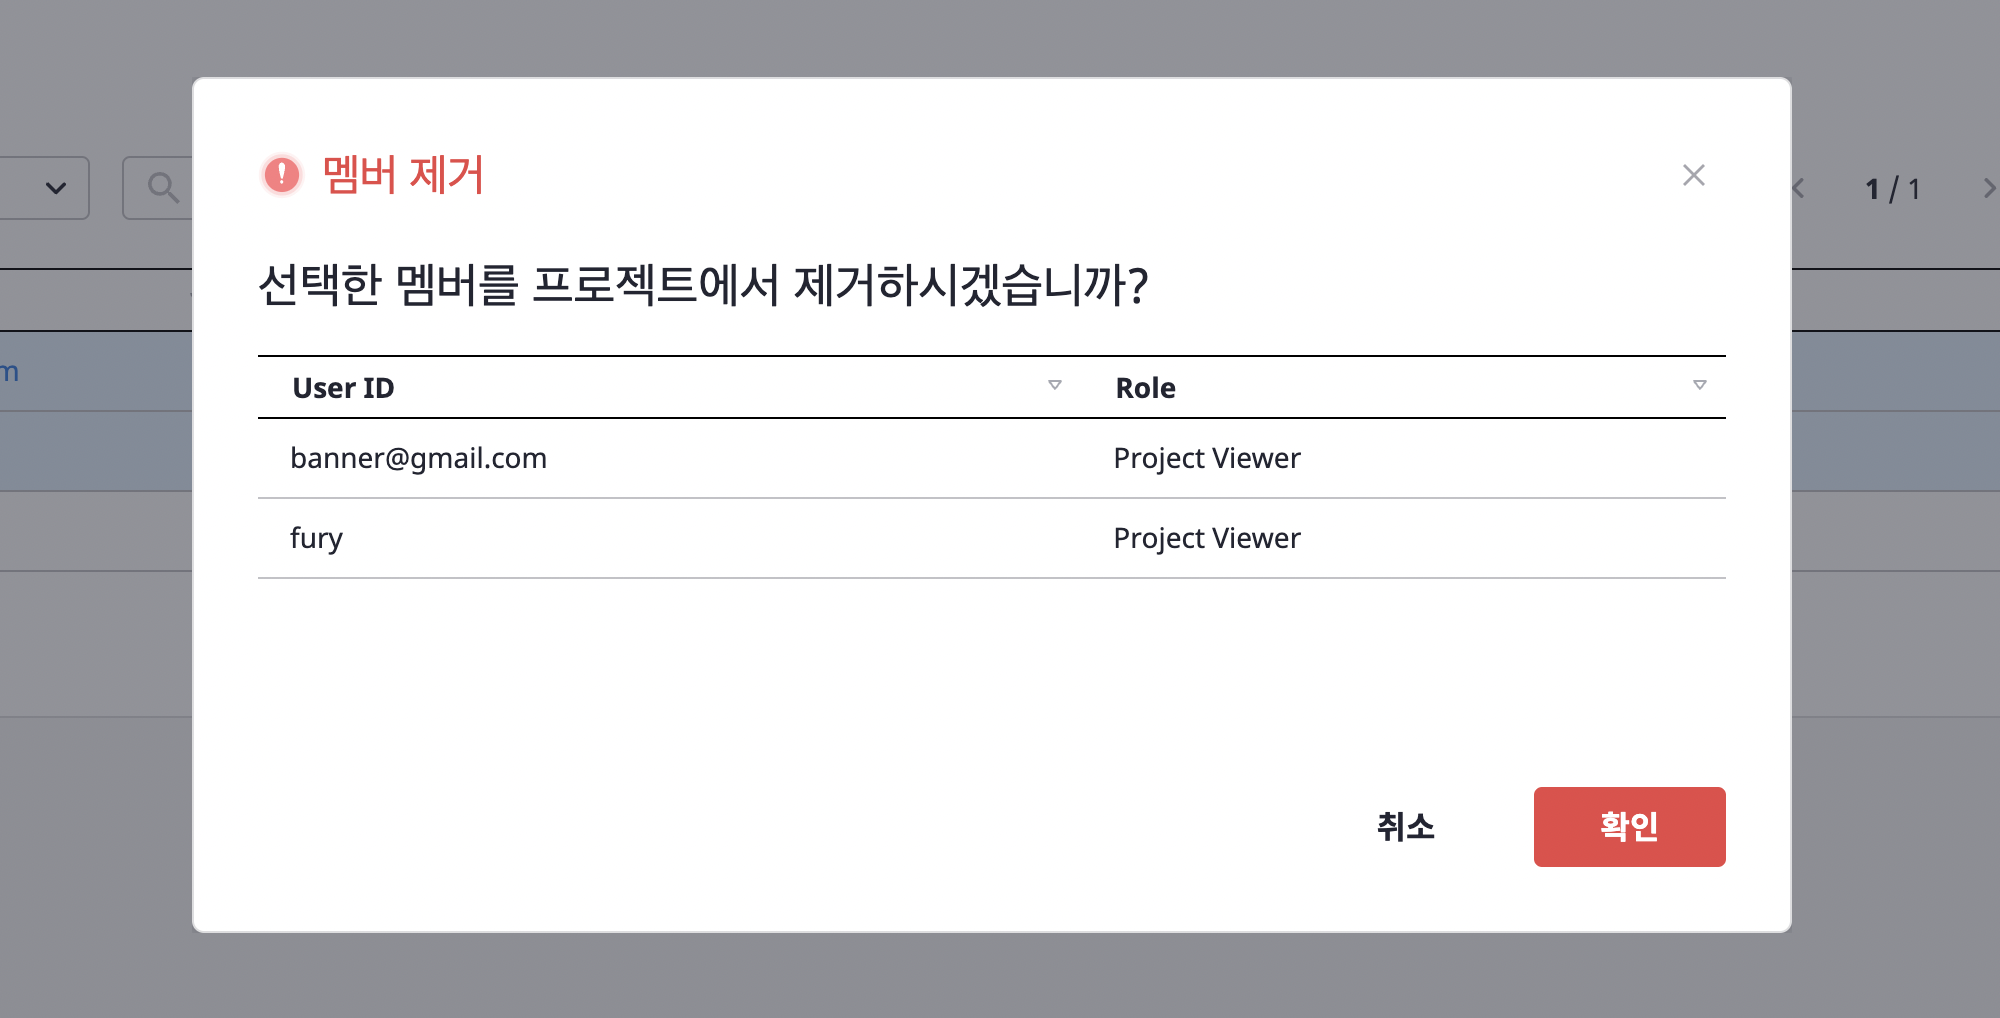 멤버 제거
1 / 1
선택한 멤버를 프로젝트에서 제거하시겠습니까?
User ID Role
m
banner@gmail.com Project Viewer
fury Project Viewer
취소 확인